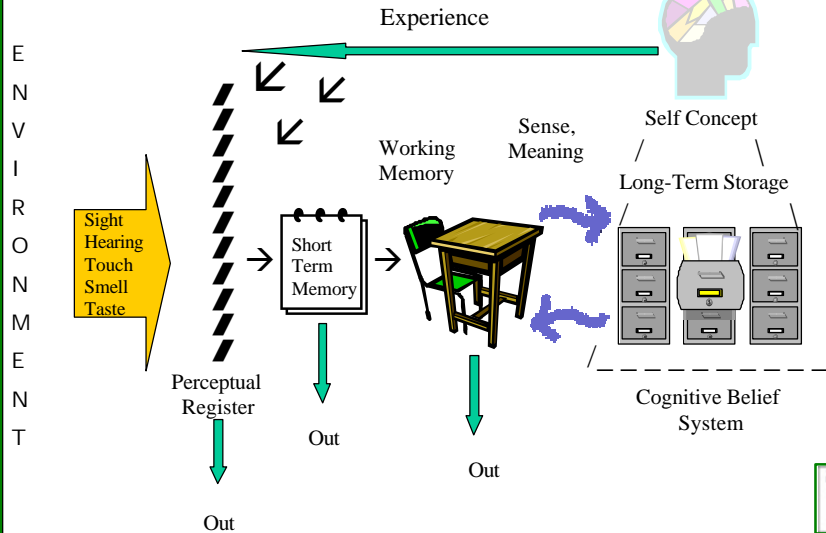 Experience
E
N
V
I
R
O
N
M
E
N
T
Sight
Hearing
Touch
Smell
Taste
Perceptual
Register
Out
Short
Term
Memory
Out
Working
Memory
Out
Sense,
Meaning
Self Concept
Long-Term Storage
Cognitive Belief
System